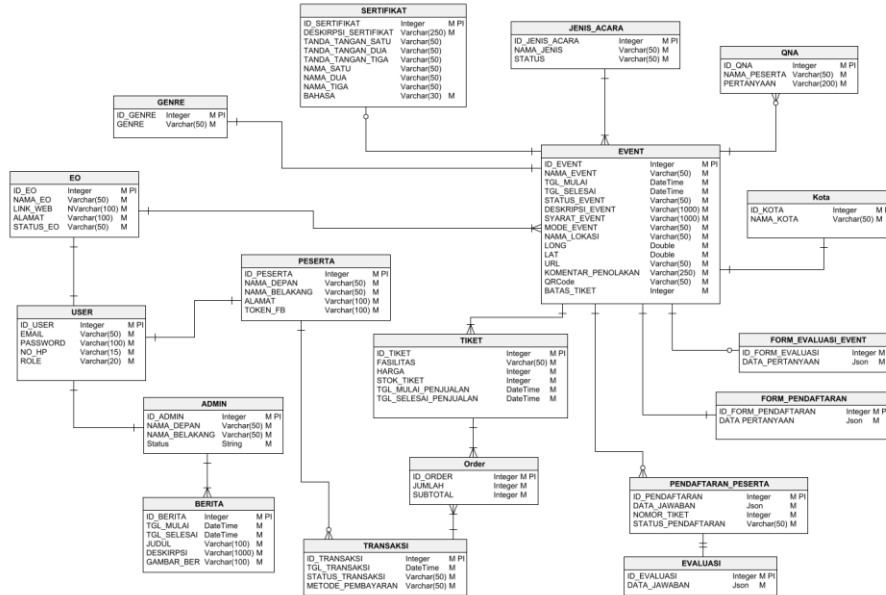 SERTIFIKAT
ID_SERTIFIKAT Integer M PI
DESKIRPSI_SERTIFIKAT Varchar(250) M
TANDA_TANGAN_SATU Varchar(50)
TANDA_TANGAN_DUA Varchar(50)
TANDA_TANGAN_TIGA Varchar(50)
NAMA_SATU Varchar(50)
NAMA_DUA Varchar(50)
NAMA_TIGA Varchar(50)
BAHASA Varchar(30) M
JENIS_ACARA
ID_JENIS_ACARA Integer M PI
NAMA_JENIS Varchar(50) M
STATUS Varchar(50)
QNA
ID_QNA Integer M PI
NAMA_PESERTA Varchar(50) M
PERTANYAAN Varchar(200) M
GENRE
ID_GENRE Integer M PI
GENRE Varchar(50) M
EVENT
ID_EVENT Integer M PI
NAMA_EVENT Varchar(50) M
TGL_MULAI DateTime M
TGL_SELESAI DateTime M
STATUS_EVENT Varchar(50) M
DESKRIPSI_EVENT Varchar(1000) M
SYARAT_EVENT Varchar(1000) M
MODE_EVENT Varchar(50) M
NAMA_LOKASI Varchar(50) M
LONG Double M
LAT Double M
URL Varchar(50) M
KOMENTAR_PENOLAKAN Varchar(250) M
QRCode Varchar(50) M
BATAS_TIKET Integer M
EO
ID_EO Integer M PI
NAMA_EO Varchar(50) M
LINK_WEB NVarchar(100) M
ALAMAT Varchar(100) M
STATUS_EO Varchar(50) M
Kota
ID_KOTA Integer M PI
NAMA_KOTA Varchar(50) M
PESERTA
ID_PESERTA Integer M PI
NAMA_DEPAN Varchar(50) M
NAMA_BELAKANG Varchar(50) M
ALAMAT Varchar(100) M
TOKEN_FB Varchar(100) M
USER
ID_USER Integer M PI
EMAIL Varchar(50) M
PASSWORD Varchar(100) M
NO_HP Varchar(15) M
ROLE Varchar(20) M
TIKET
ID_TIKET Integer M PI
FASILITAS Varchar(50) M
HARGA Integer M
STOK_TIKET Integer M
TGL_MULAI_PENJUALAN DateTime M
TGL_SELESAI_PENJUALAN DateTime M
FORM_EVALUASI_EVENT
ID_FORM_EVALUASI Integer M PI
DATA_PERTANYAAN Json M
FORM_PENDAFTARAN
ID_FORM_PENDAFTARAN Integer M PI
DATA PERTANYAAN Json M
ADMIN
ID_ADMIN Integer M PI
NAMA_DEPAN Varchar(50) M
NAMA_BELAKANG Varchar(50) M
Status String M
Order
ID_ORDER Integer M PI
JUMLAH Integer M
SUBTOTAL Integer M
PENDAFTARAN_PESERTA
ID_PENDAFTARAN Integer M PI
DATA_JAWABAN Json M
NOMOR_TIKET Integer M
STATUS_PENDAFTARAN Varchar(50) M
BERITA
ID_BERITA Integer M PI
TGL_MULAI DateTime M
TGL_SELESAI DateTime M
JUDUL Varchar(100) M
DESKIRPSI Varchar(1000) M
GAMBAR_BER Varchar(100) M
TRANSAKSI
ID_TRANSAKSI Integer M PI
TGL_TRANSAKSI DateTime M
STATUS_TRANSAKSI Varchar(50) M
METODE_PEMBAYARAN Varchar(50) M
EVALUASI
ID_EVALUASI Integer M PI
DATA_JAWABAN Json M